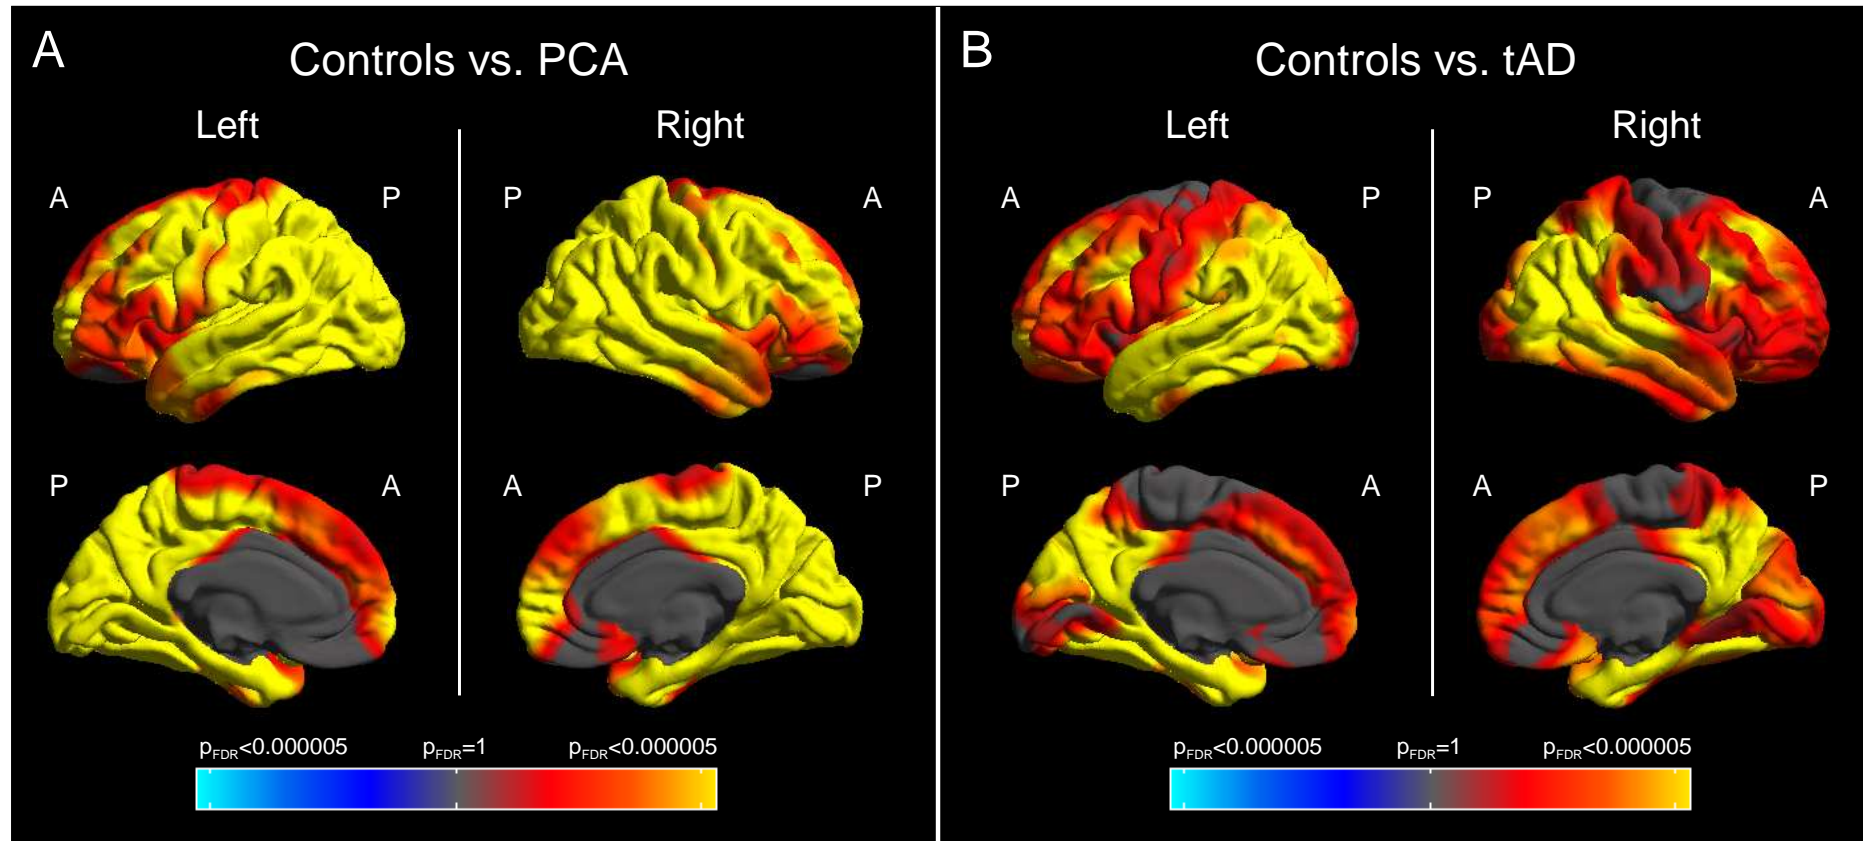 A
Controls vs. PCA
Left
Right
A
P
P
A
P
A
A
P
pFDR<0.000005
pFDR=1
pFDR<0.000005
B
Controls vs. tAD
Left
Right
A
P
P
A
P
A
A
P
pFDR<0.000005
pFDR=1
pFDR<0.000005